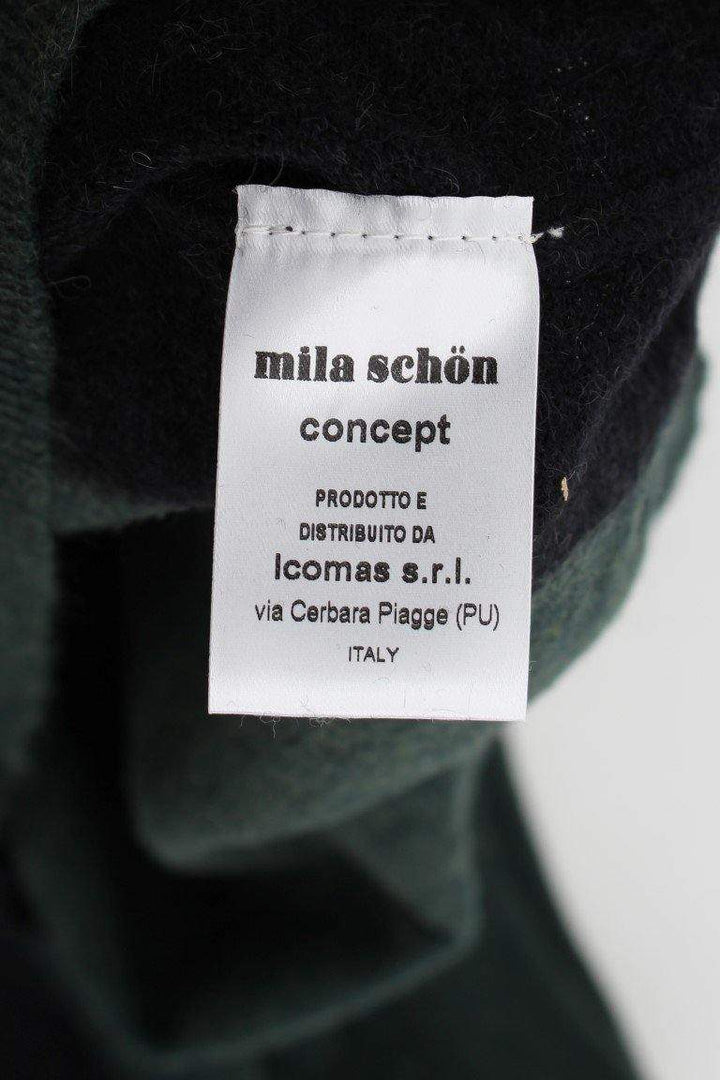 mila schön
concept
PRODOTTO E
DISTRIBUITO DA
Icomas s.r.l.
via Cerbara Piagge (PU)
ITALY